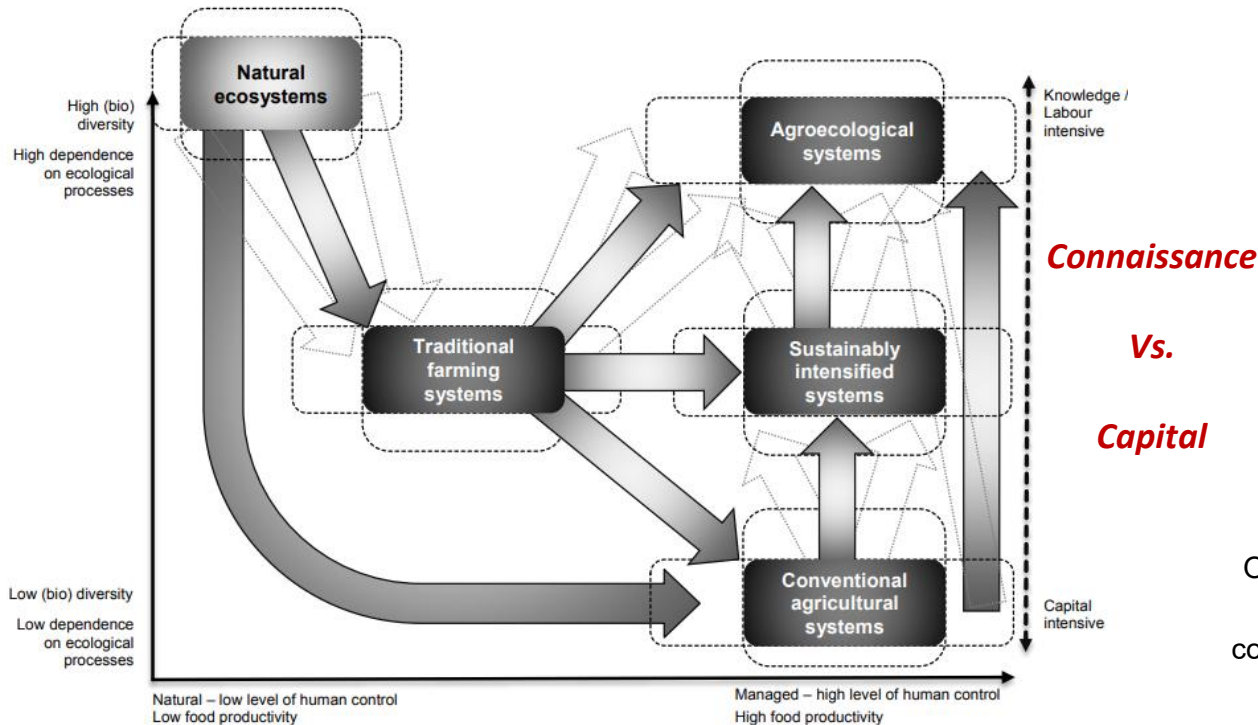 Natural
ecosystems
High (bio)
diversity
High dependence
on ecological
processes
Agroecological
systems
Knowledge /
Labour
intensive
Connaissance
Vs.
Capital
Traditional
farming
systems
Sustainably
intensified
systems
Low (bio) diversity
Low dependence
on ecological
processes
Conventional
agricultural
systems
Capital
intensive
Natural – low level of human control
Low food productivity
Managed – high level of human control
High food productivity